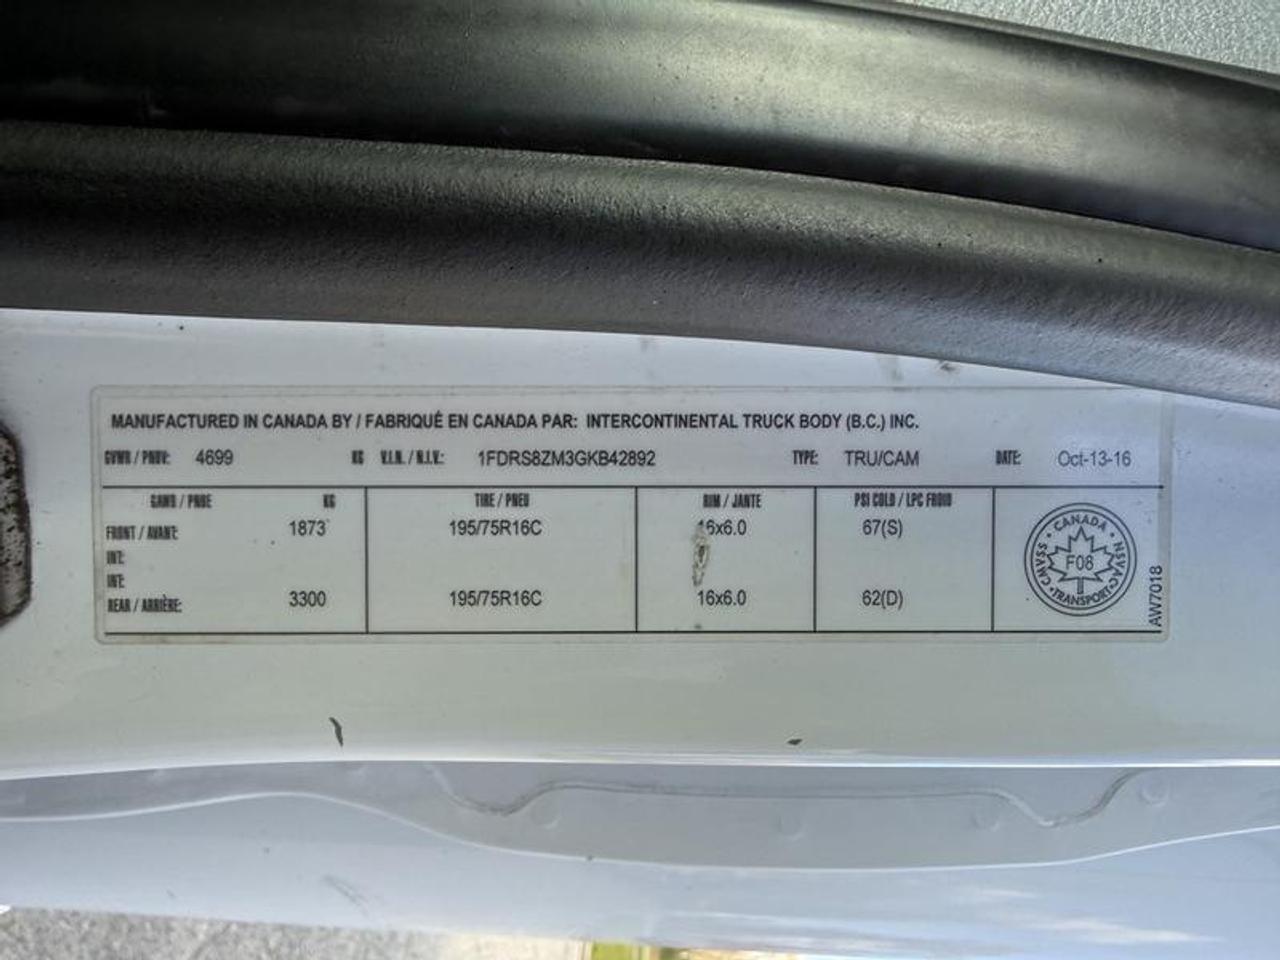 MANUFACTURED IN CANADA BY / FABRIQUÉ EN CANADA PAR: INTERCONTINENTAL TRUCK BODY (B.C.) INC.
GVWR / PNBV: 4699 KG V.I.N. / N.I.V.: 1FDRS8ZM3GKB42892 TYPE: TRU/CAM DATE: Oct-13-16
GAWR / PNBE KG TIRE / PNEU RIM / JANTE PSI COLD / LPC FROID
FRONT / AVANT: 1873 195/75R16C 16x6.0 67(S)
INT:
INT:
REAR / ARRIÈRE: 3300 195/75R16C 16x6.0 62(D)
CANADA
CMVSS F08 NSVAC
TRANSPORT
AW7018